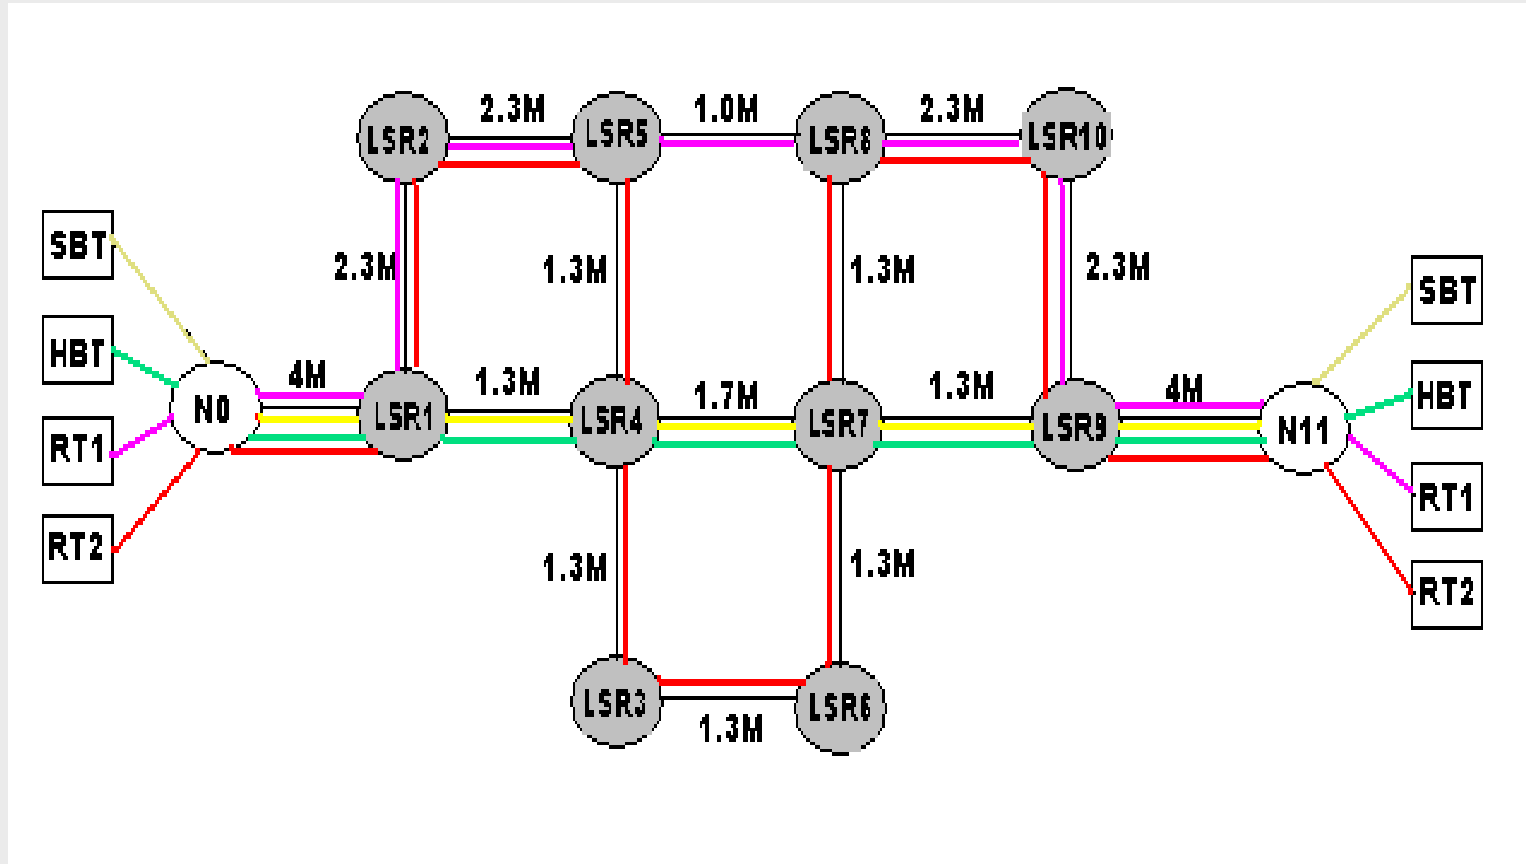 2.3M
1.0M
2.3M
LSR2
LSR5
LSR8
LSR10
SBT
2.3M
1.3M
1.3M
2.3M
SBT
HBT
4M
1.3M
1.7M
1.3M
4M
HBT
N0
LSR1
LSR4
LSR7
LSR9
N11
RT1
RT1
RT2
1.3M
1.3M
RT2
LSR3
LSR6
1.3M